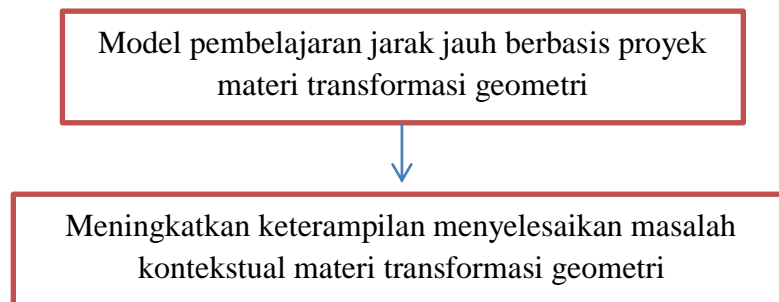 Model pembelajaran jarak jauh berbasis proyek
materi transformasi geometri
Meningkatkan keterampilan menyelesaikan masalah
kontekstual materi transformasi geometri